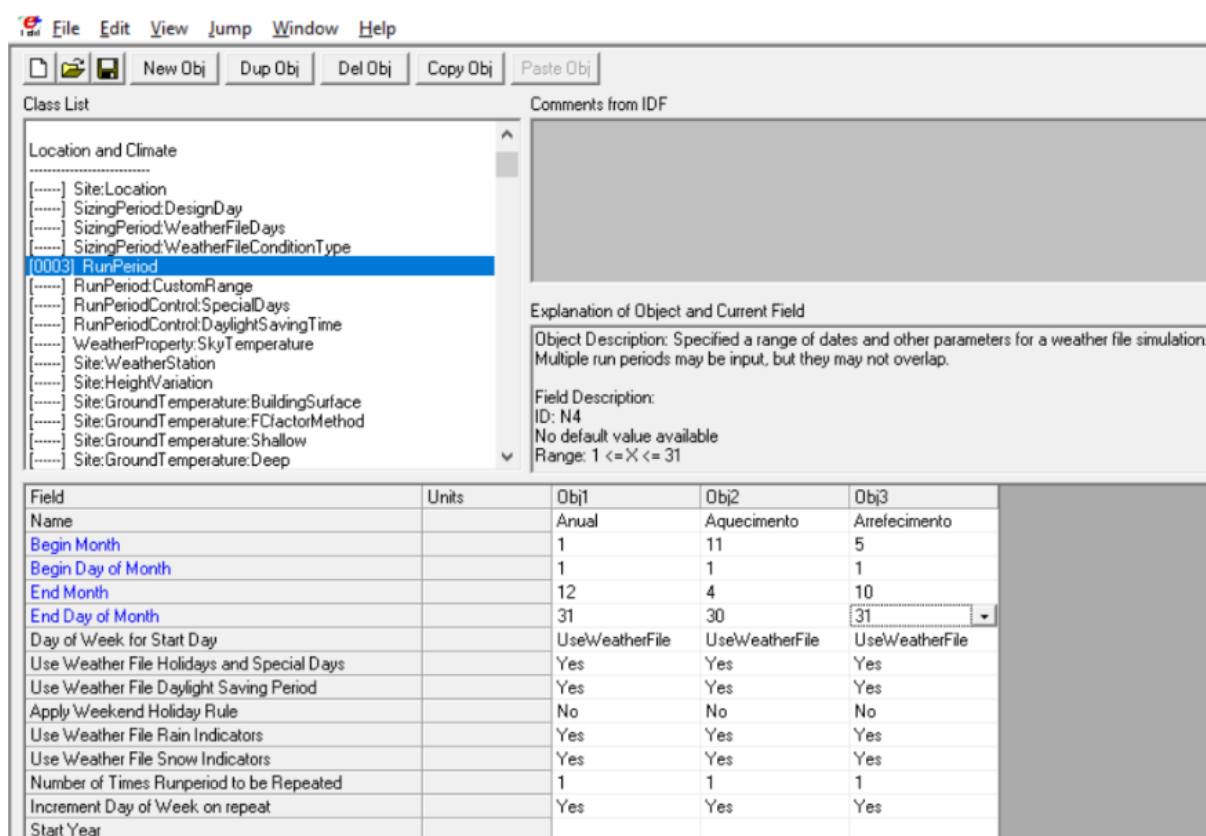 File Edit View Jump Window Help
New Obj Dup Obj Del Obj Copy Obj Paste Obj
Class List
Location and Climate
--------------------------
[------] Site:Location
[------] SizingPeriod:DesignDay
[------] SizingPeriod:WeatherFileDays
[------] SizingPeriod:WeatherFileConditionType
[0003] RunPeriod
[------] RunPeriod:CustomRange
[------] RunPeriodControl:SpecialDays
[------] RunPeriodControl:DaylightSavingTime
[------] WeatherProperty:SkyTemperature
[------] Site:WeatherStation
[------] Site:HeightVariation
[------] Site:GroundTemperature:BuildingSurface
[------] Site:GroundTemperature:FCfactorMethod
[------] Site:GroundTemperature:Shallow
[------] Site:GroundTemperature:Deep
Comments from IDF
Explanation of Object and Current Field
Object Description: Specified a range of dates and other parameters for a weather file simulation.
Multiple run periods may be input, but they may not overlap.
Field Description:
ID: N4
No default value available
Range: 1 <= X <= 31
Field Units Obj1 Obj2 Obj3
Name Anual Aquecimento Arrefecimento
Begin Month 1 11 5
Begin Day of Month 1 1 1
End Month 12 4 10
End Day of Month 31 30 31
Day of Week for Start Day UseWeatherFile UseWeatherFile UseWeatherFile
Use Weather File Holidays and Special Days Yes Yes Yes
Use Weather File Daylight Saving Period Yes Yes Yes
Apply Weekend Holiday Rule No No No
Use Weather File Rain Indicators Yes Yes Yes
Use Weather File Snow Indicators Yes Yes Yes
Number of Times Runperiod to be Repeated 1 1 1
Increment Day of Week on repeat Yes Yes Yes
Start Year